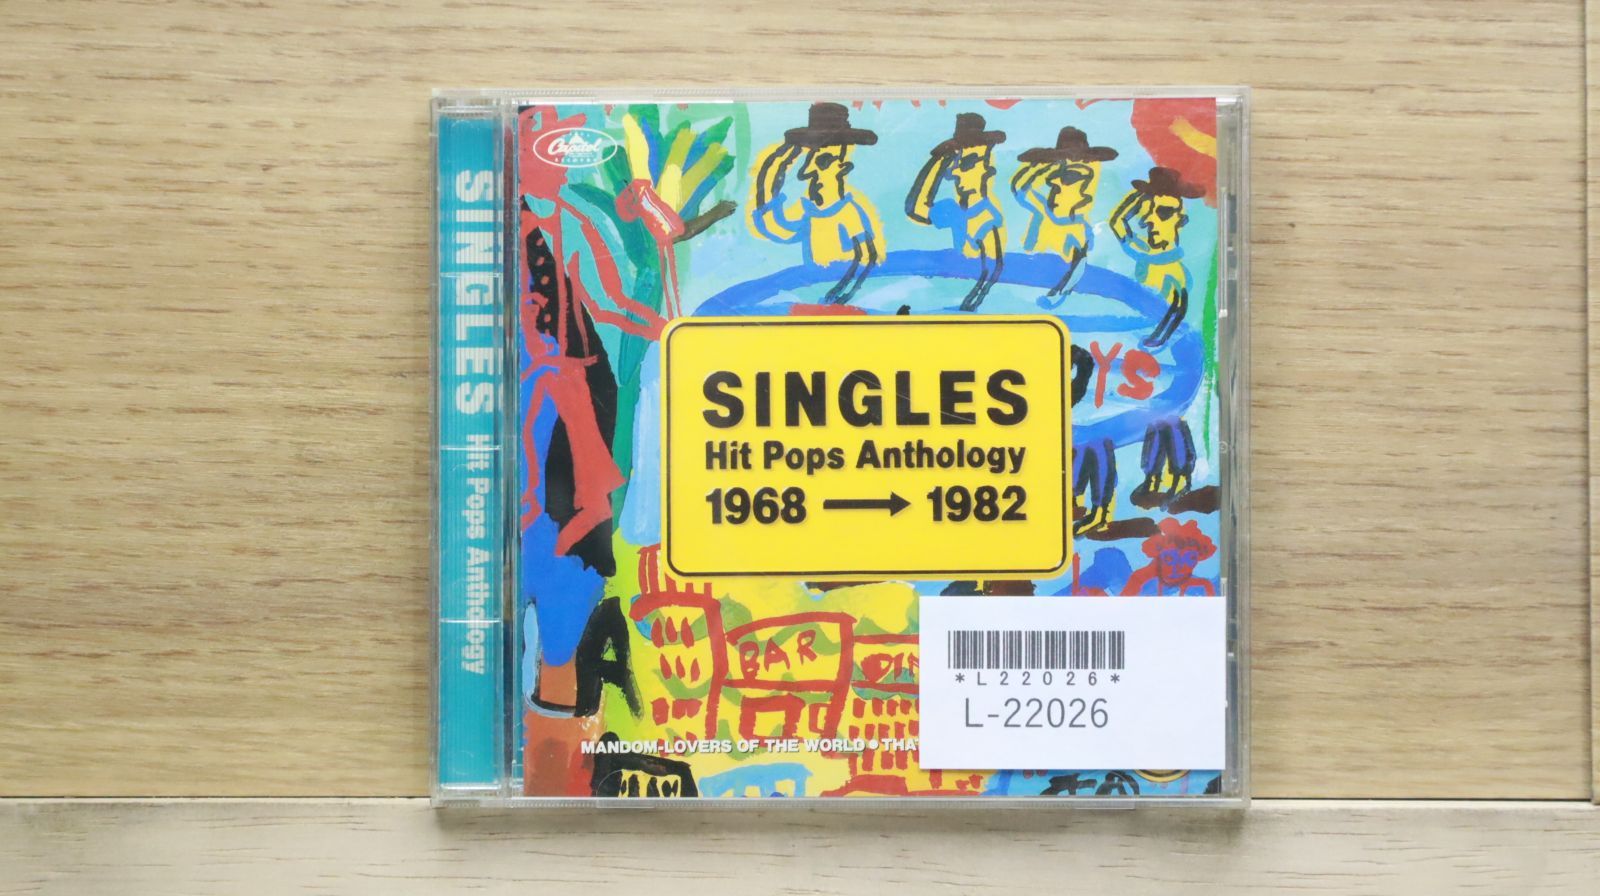 Capitol
RECORDS
SINGLES Hit Pops Anthology
SINGLES
Hit Pops Anthology
1968 → 1982
BAR
MANDOM-LOVERS OF THE WORLD • THA
*L22026*
L-22026